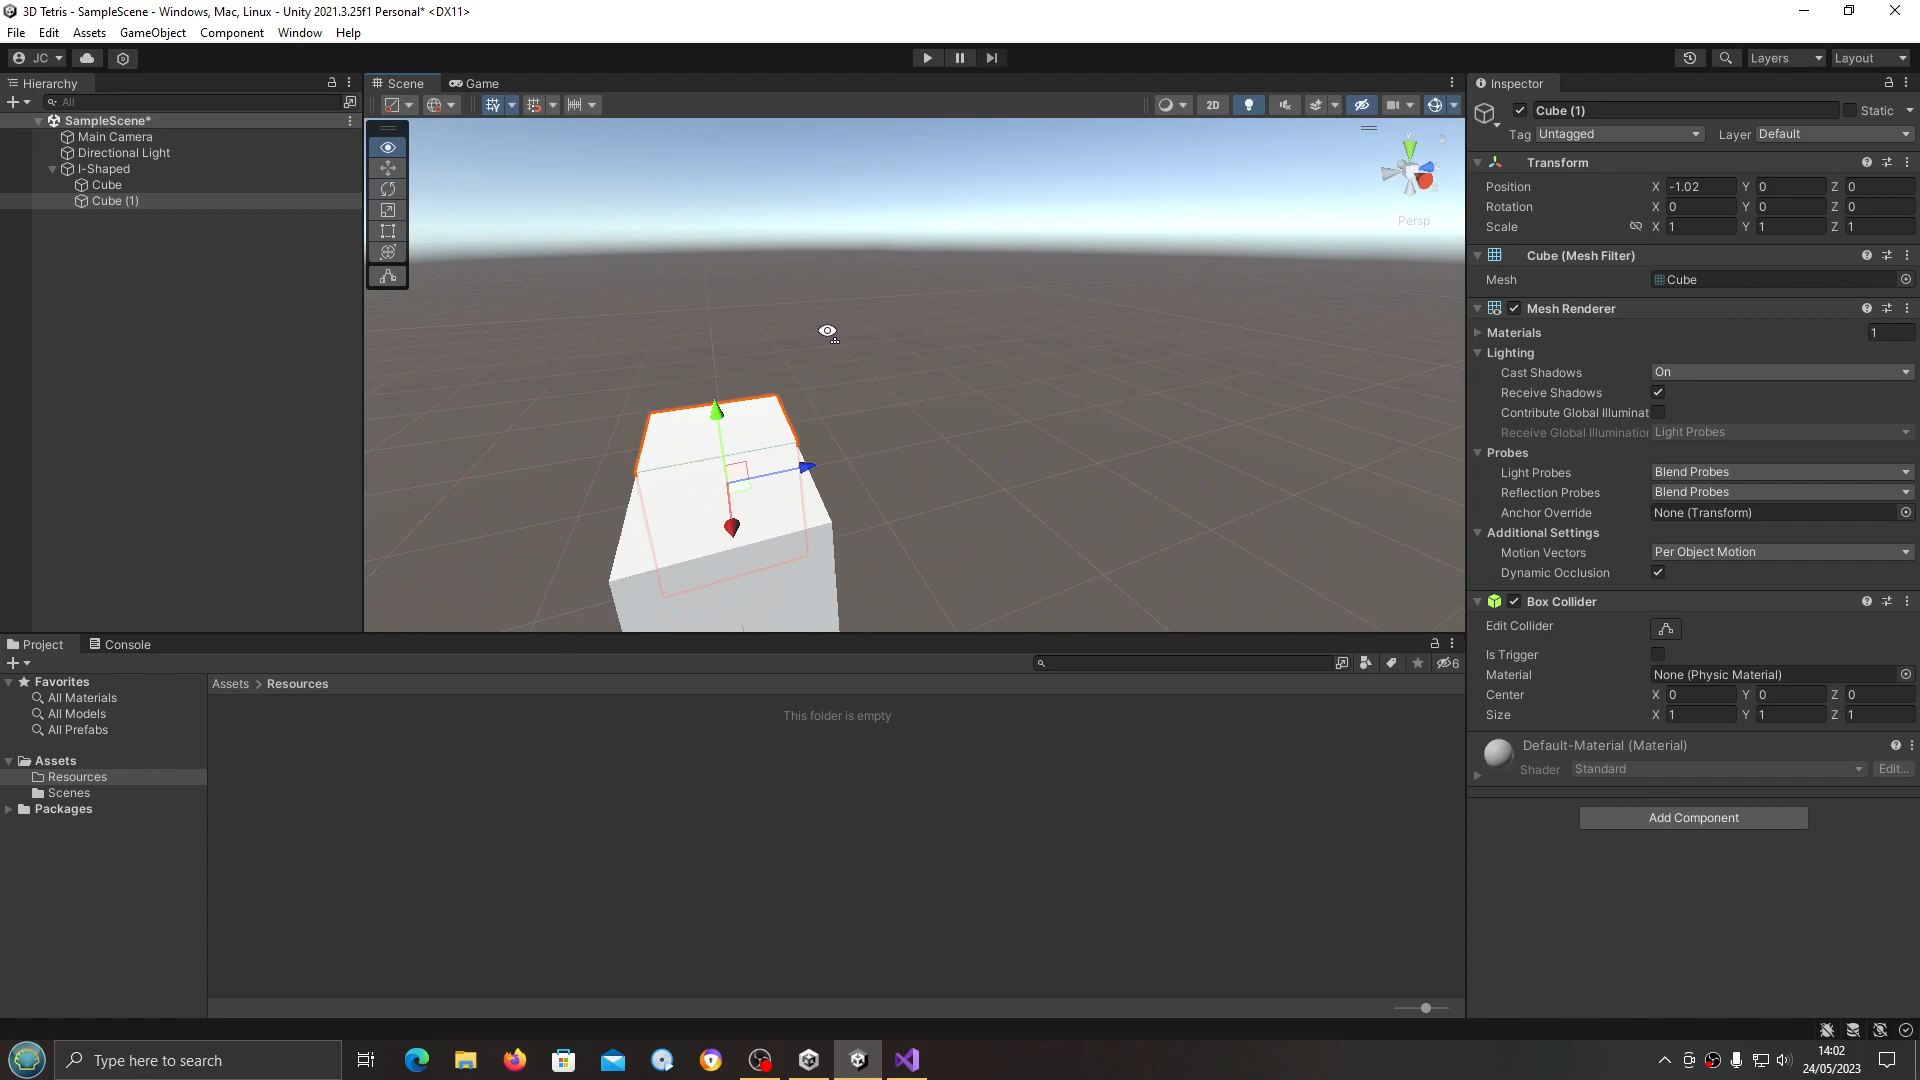 3D Tetris - SampleScene - Windows, Mac, Linux - Unity 2021.3.25f1 Personal* <DX11>
File Edit Assets GameObject Component Window Help
JC
Layers
Layout
Hierarchy
All
SampleScene*
Main Camera
Directional Light
I-Shaped
Cube
Cube (1)
Scene
Game
2D
y
Persp
Inspector
Cube (1)
Static
Tag Untagged
Layer Default
Transform
Position X -1.02 Y 0 Z 0
Rotation X 0 Y 0 Z 0
Scale X 1 Y 1 Z 1
Cube (Mesh Filter)
Mesh Cube
Mesh Renderer
Materials 1
Lighting
Cast Shadows On
Receive Shadows
Contribute Global Illuminat
Receive Global Illumination Light Probes
Probes
Light Probes Blend Probes
Reflection Probes Blend Probes
Anchor Override None (Transform)
Additional Settings
Motion Vectors Per Object Motion
Dynamic Occlusion
Box Collider
Edit Collider
Is Trigger
Material None (Physic Material)
Center X 0 Y 0 Z 0
Size X 1 Y 1 Z 1
Default-Material (Material)
Shader Standard Edit...
Add Component
Project
Console
6
Favorites
All Materials
All Models
All Prefabs
Assets
Resources
Scenes
Packages
Assets > Resources
This folder is empty
Type here to search
14:02
24/05/2023